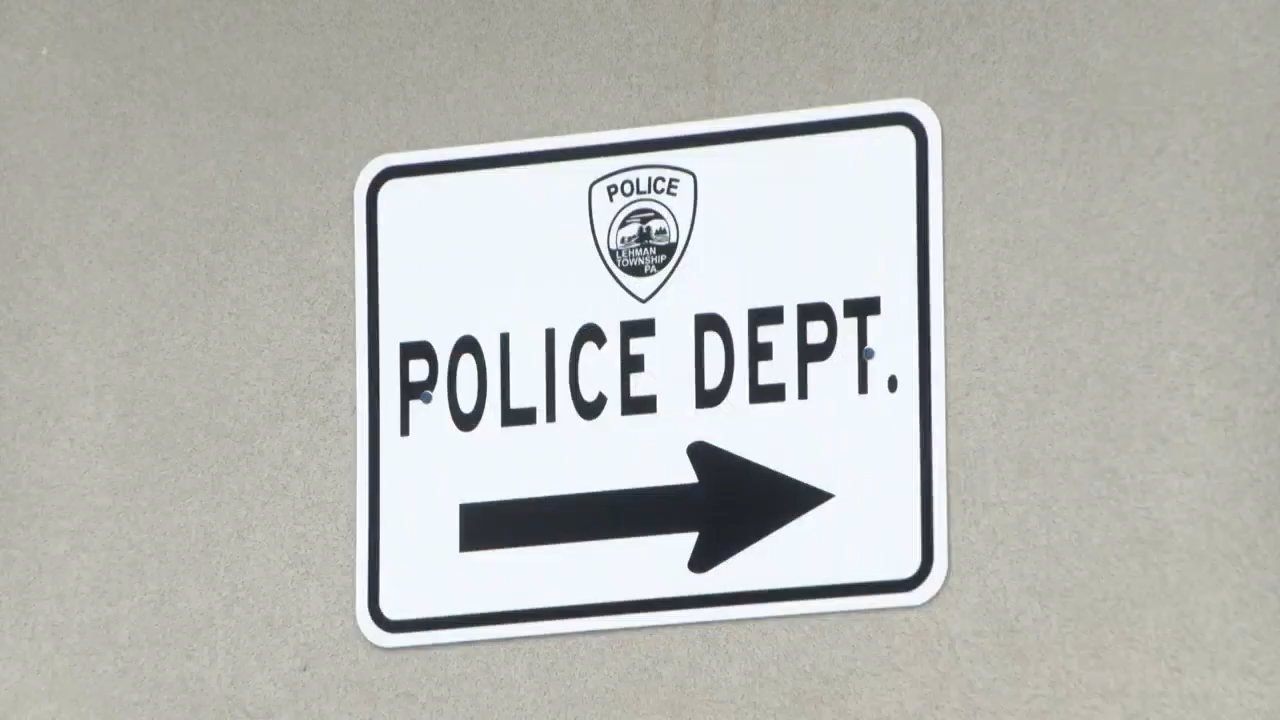 POLICE
LEHMAN
TOWNSHIP
PA
POLICE DEPT.